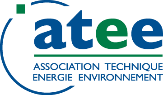 atee
ASSOCIATION TECHNIQUE
ENERGIE ENVIRONNEMENT